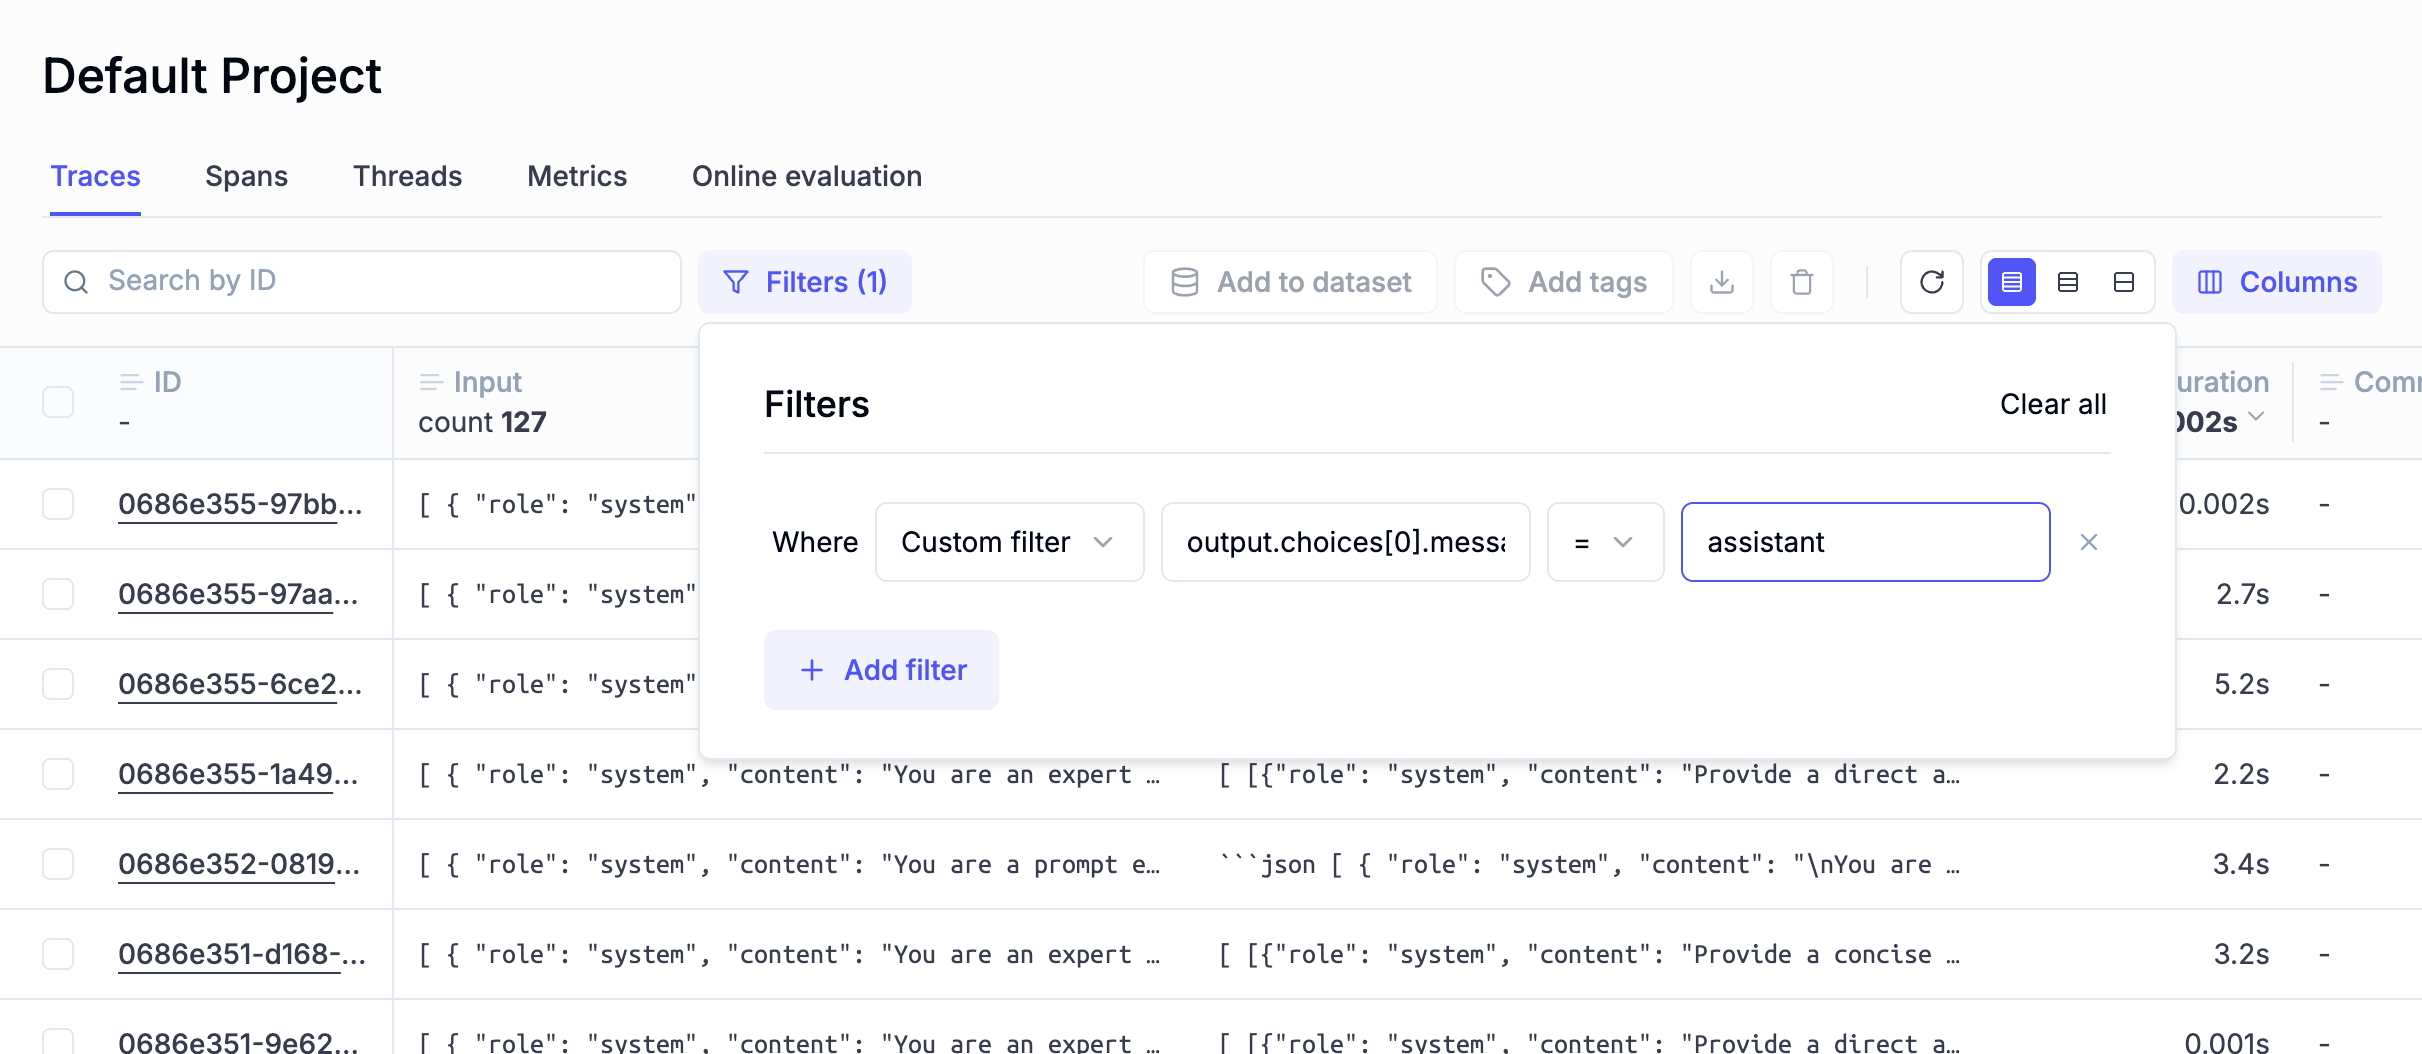 Default Project
Traces Spans Threads Metrics Online evaluation
Search by ID Filters (1) Add to dataset Add tags Columns
ID Input uration Comm
- count 127 002s -
Filters Clear all
Where Custom filter output.choices[0].messa = assistant
Add filter
0686e355-97bb... [ { "role": "system" 0.002s -
0686e355-97aa... [ { "role": "system" 2.7s -
0686e355-6ce2... [ { "role": "system" 5.2s -
0686e355-1a49... [ { "role": "system", "content": "You are an expert … [ [{"role": "system", "content": "Provide a direct a… 2.2s -
0686e352-0819... [ { "role": "system", "content": "You are a prompt e… ```json [ { "role": "system", "content": "\nYou are … 3.4s -
0686e351-d168-... [ { "role": "system", "content": "You are an expert … [ [{"role": "system", "content": "Provide a concise … 3.2s -
0686e351-9e62... [ { "role": "system", "content": "You are an expert … [ [{"role": "system", "content": "Provide a direct a… 0.001s -